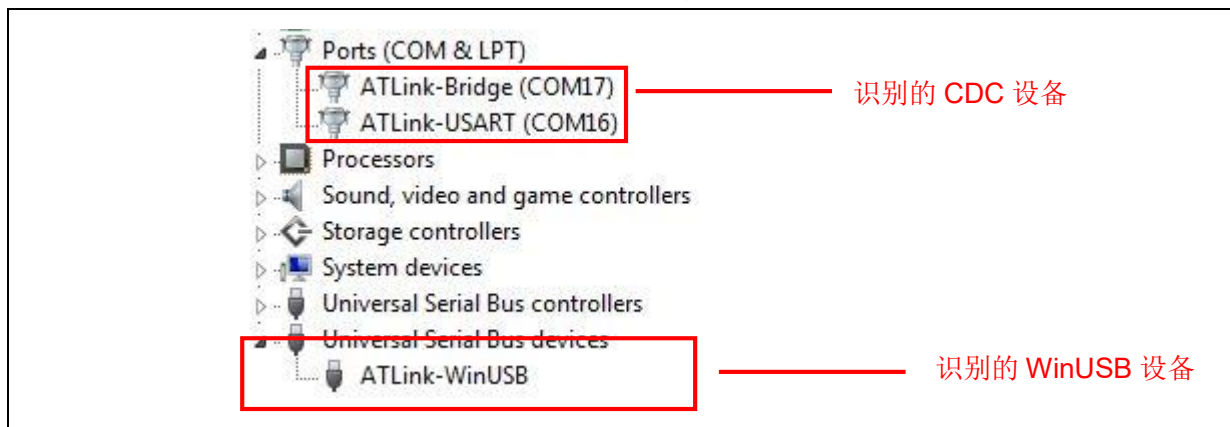 Ports (COM & LPT)
ATLink-Bridge (COM17)
识别的 CDC 设备
ATLink-USART (COM16)
Processors
Sound, video and game controllers
Storage controllers
System devices
Universal Serial Bus controllers
Universal Serial Bus devices
ATLink-WinUSB
识别的 WinUSB 设备